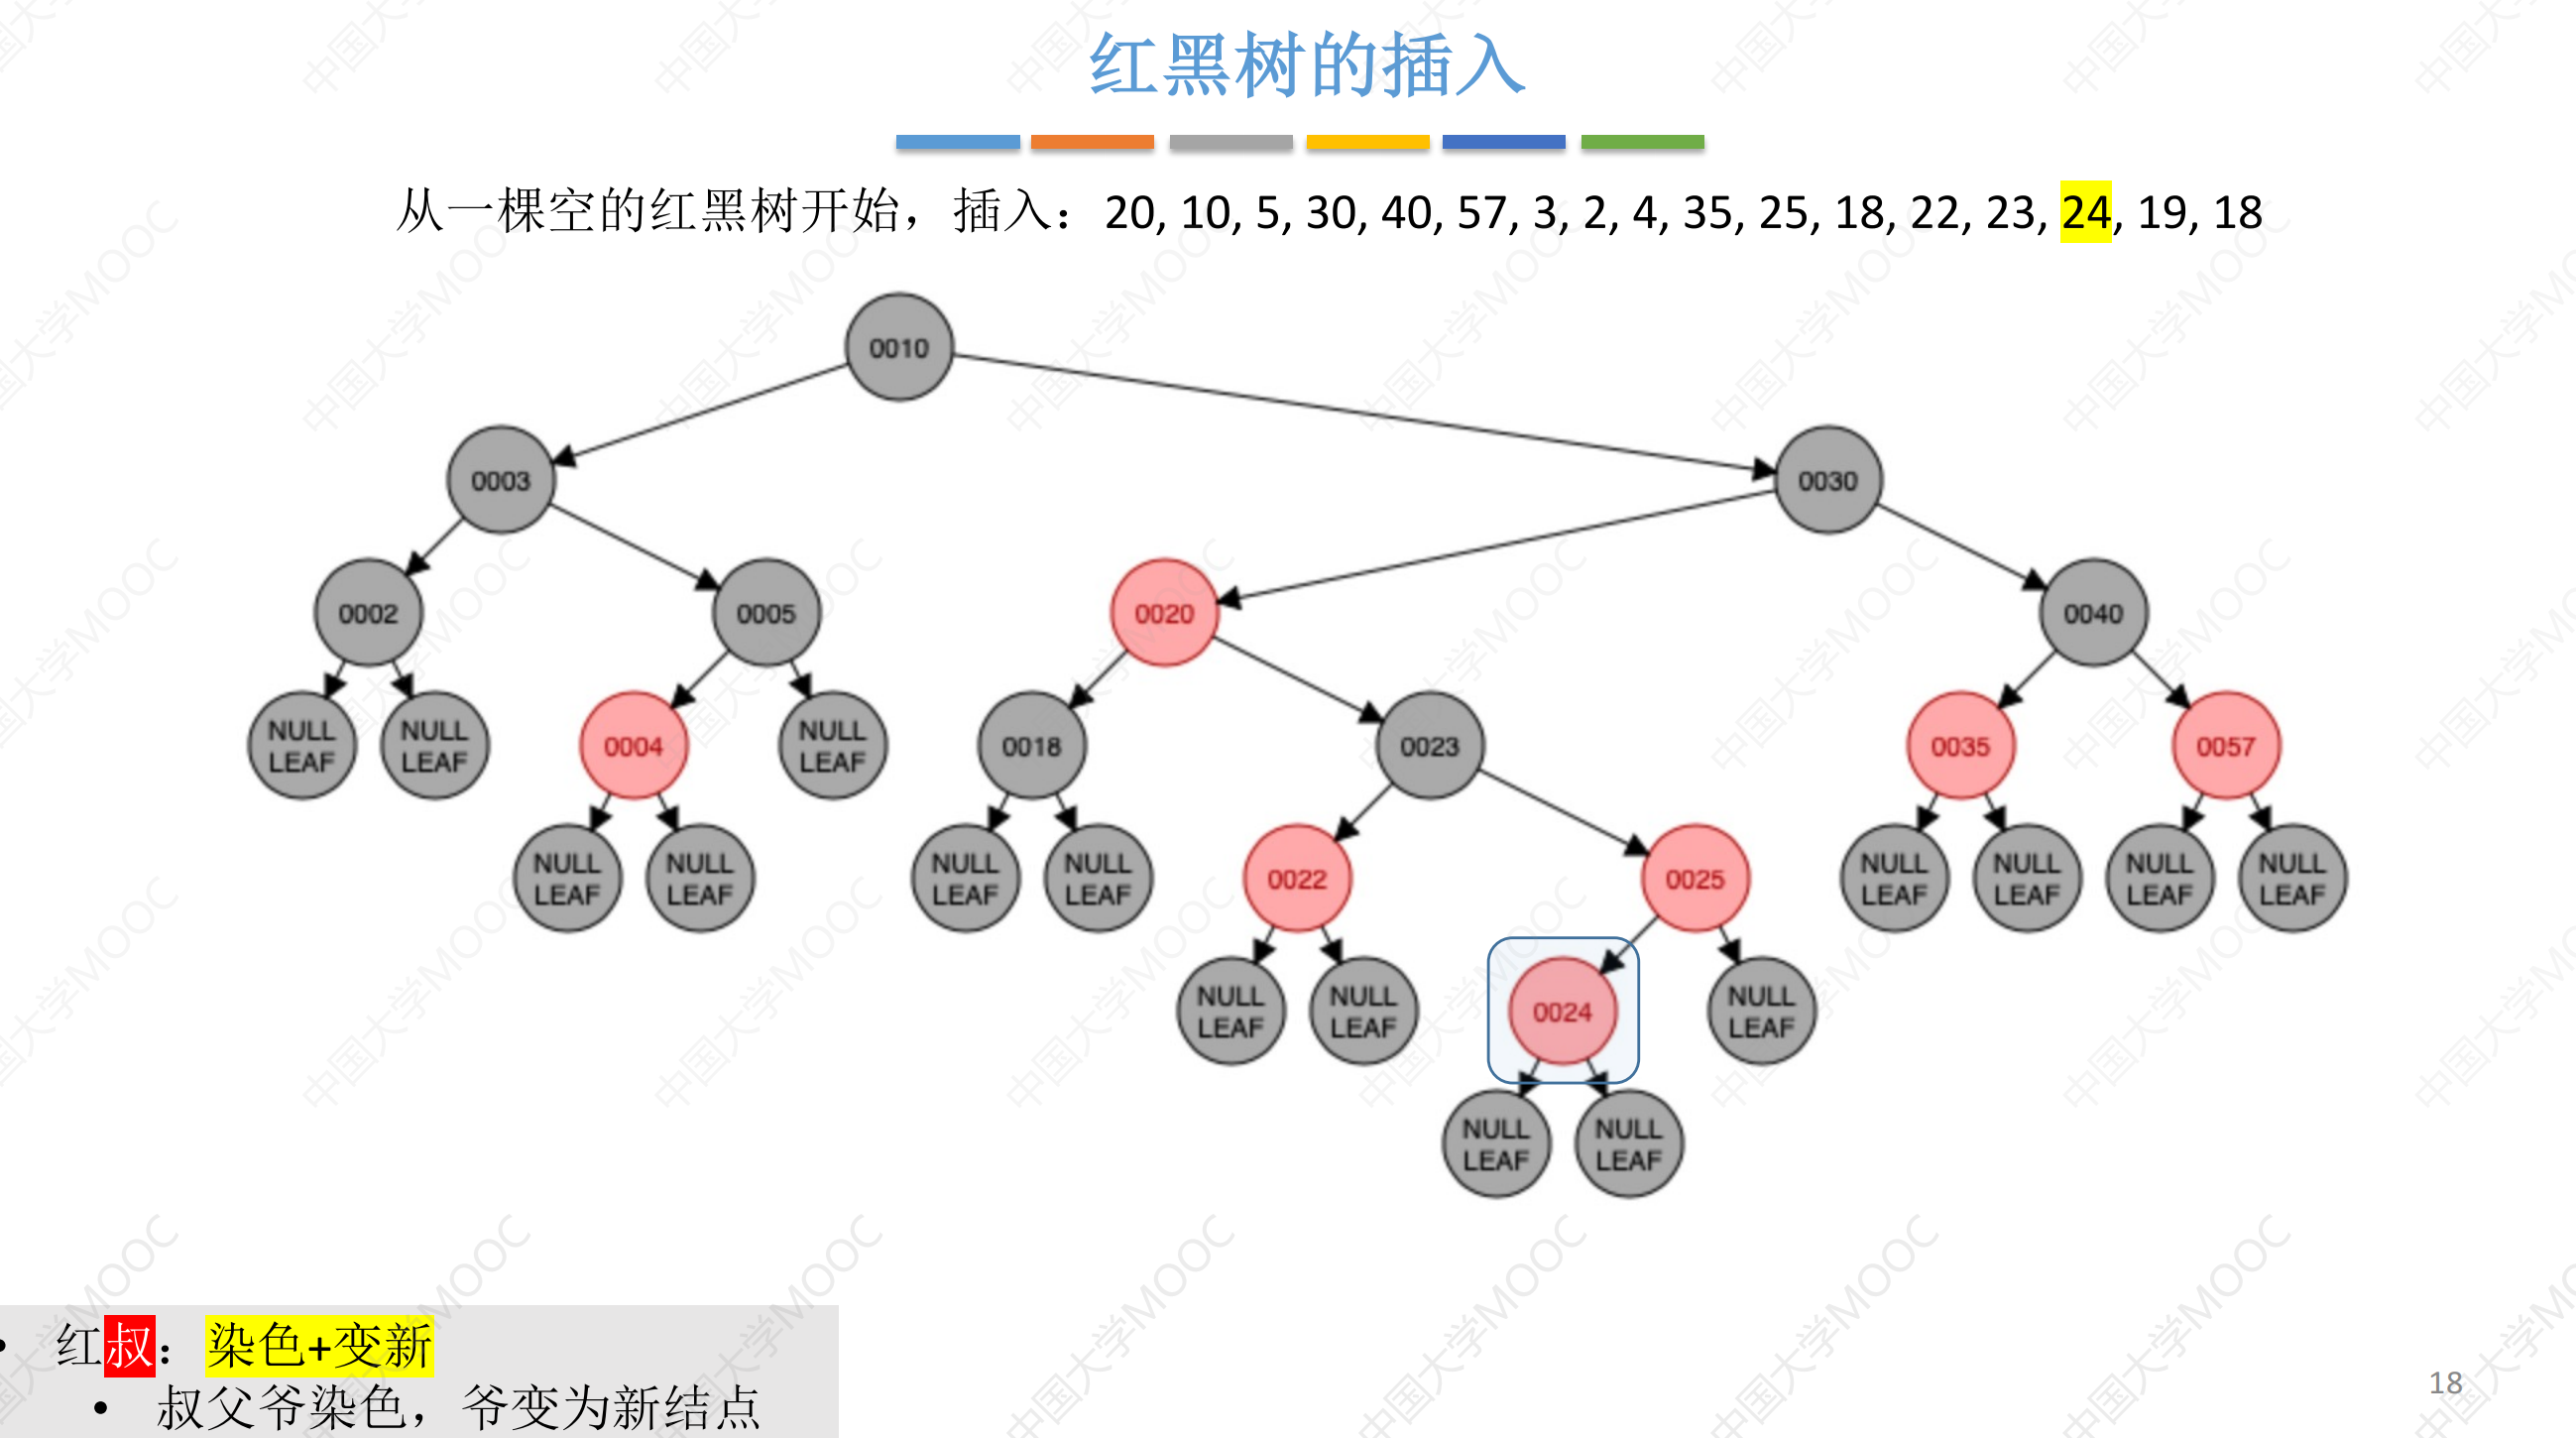 红黑树的插入
从一棵空的红黑树开始，插入：20, 10, 5, 30, 40, 57, 3, 2, 4, 35, 25, 18, 22, 23, 24, 19, 18
0010
0003
0030
0002
0005
0020
0040
NULL
LEAF
NULL
LEAF
0004
NULL
LEAF
0018
0023
0035
0057
NULL
LEAF
NULL
LEAF
NULL
LEAF
NULL
LEAF
0022
0025
NULL
LEAF
NULL
LEAF
NULL
LEAF
NULL
LEAF
NULL
LEAF
NULL
LEAF
0024
NULL
LEAF
NULL
LEAF
NULL
LEAF
• 红叔：染色+变新
• 叔父爷染色，爷变为新结点
18
中国大学MOOC